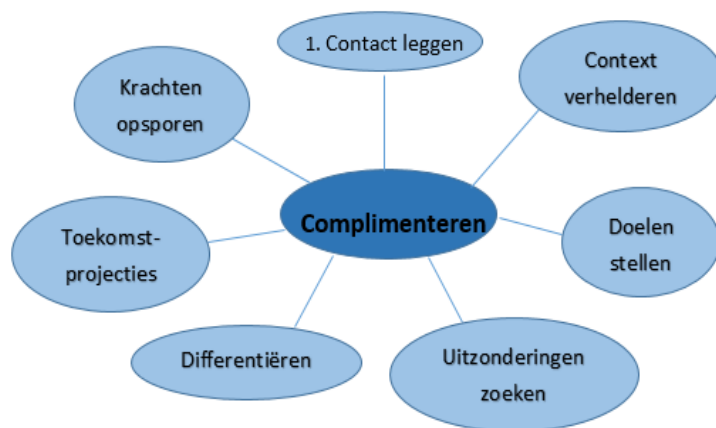 1. Contact leggen
Context
verhelderen
Doelen
stellen
Uitzonderingen
zoeken
Differentiëren
Toekomst-
projecties
Krachten
opsporen
Complimenteren